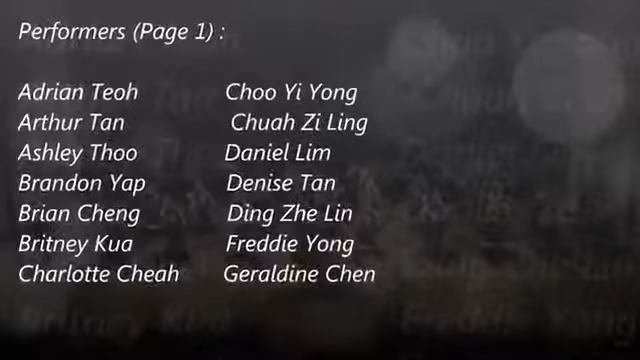 Performers (Page 1) :
Adrian Teoh Choo Yi Yong
Arthur Tan Chuah Zi Ling
Ashley Thoo Daniel Lim
Brandon Yap Denise Tan
Brian Cheng Ding Zhe Lin
Britney Kua Freddie Yong
Charlotte Cheah Geraldine Chen